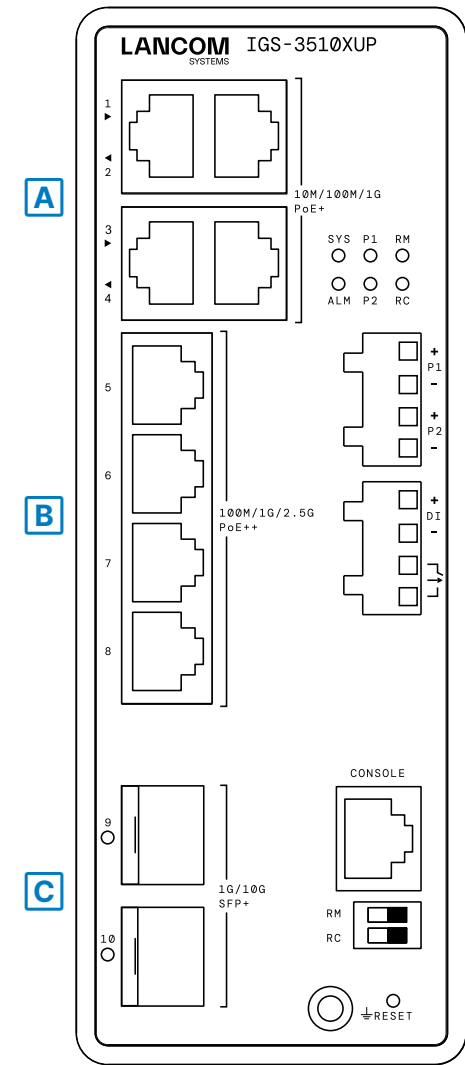 LANCOM
SYSTEMS
IGS-3510XUP
1
2
A
10M/100M/1G
PoE+
3
4
SYS P1 RM
ALM P2 RC
+
P1
-
+
P2
-
5
6
7
8
B
100M/1G/2.5G
PoE++
+
DI
-
CONSOLE
9
10
C
1G/10G
SFP+
RM
RC
RESET